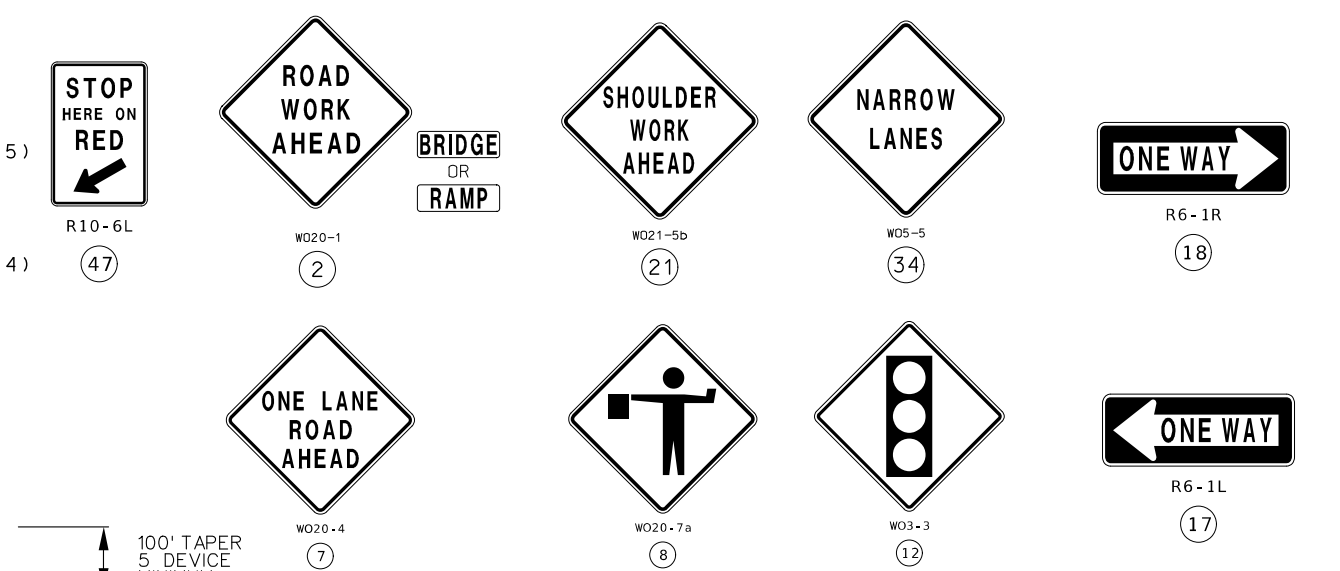 STOP
HERE ON
RED
R10-6L
47
5)
4)
ROAD
WORK
AHEAD
BRIDGE
OR
RAMP
WO20-1
2
SHOULDER
WORK
AHEAD
WO21-5b
21
NARROW
LANES
WO5-5
34
ONE WAY
R6-1R
18
ONE LANE
ROAD
AHEAD
WO20-4
7
WO20-7a
8
WO3-3
12
ONE WAY
R6-1L
17
100' TAPER
5 DEVICE